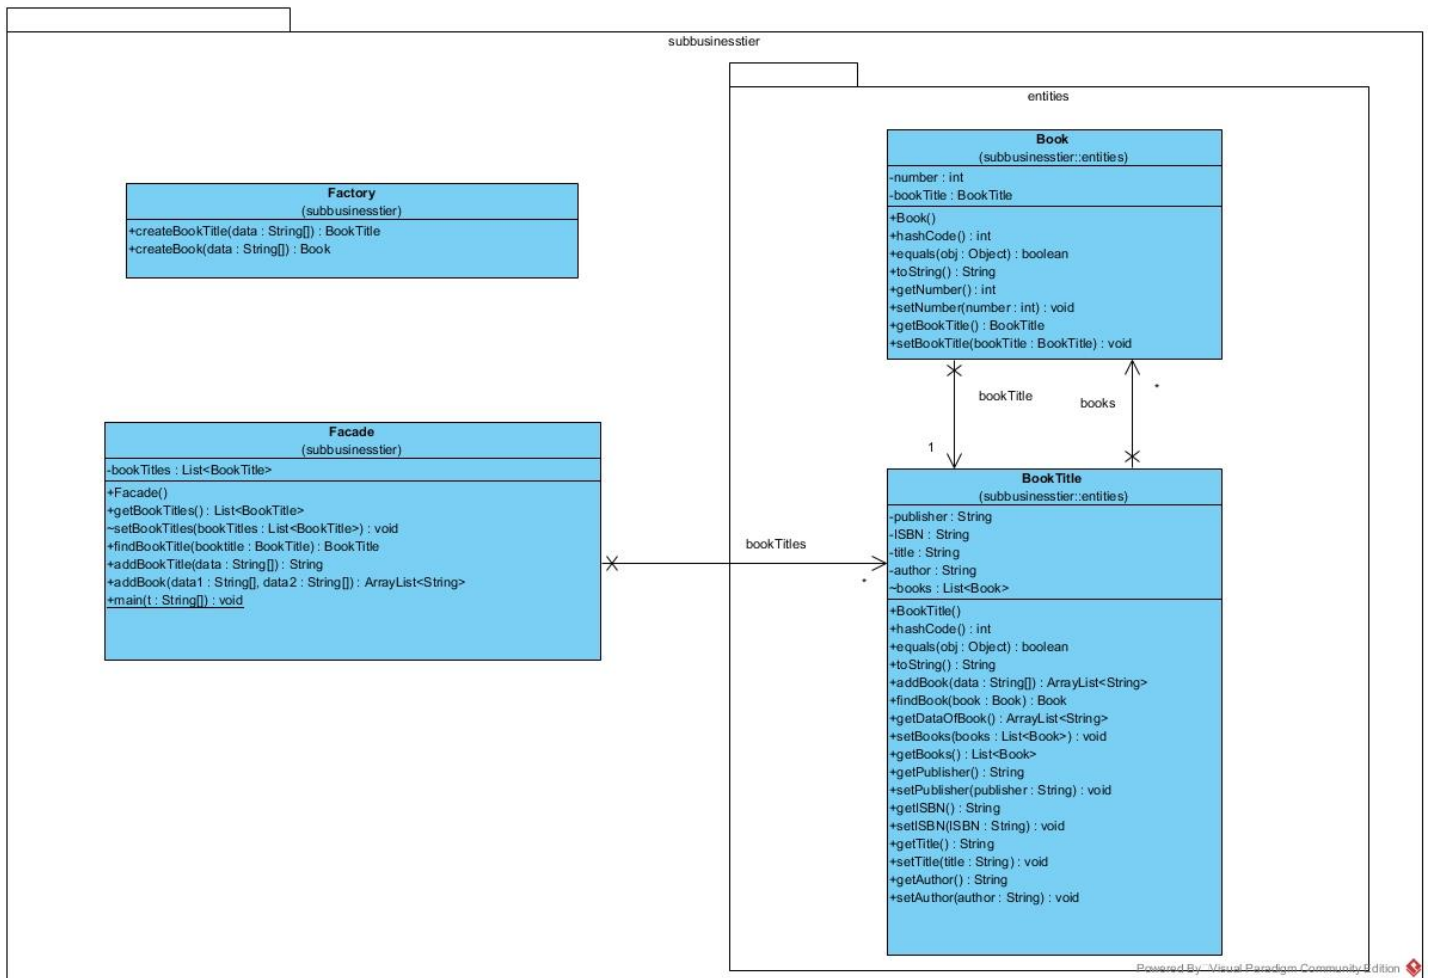 subbusinesstier
entities
Book
(subbusinesstier::entities)
-number : int
-bookTitle : BookTitle
+Book()
+hashCode() : int
+equals(obj : Object) : boolean
+toString() : String
+getNumber() : int
+setNumber(number : int) : void
+getBookTitle() : BookTitle
+setBookTitle(bookTitle : BookTitle) : void
Factory
(subbusinesstier)
+createBookTitle(data : String[]) : BookTitle
+createBook(data : String[]) : Book
bookTitle
books
*
1
Facade
(subbusinesstier)
-bookTitles : List<BookTitle>
+Facade()
+getBookTitles() : List<BookTitle>
~setBookTitles(bookTitles : List<BookTitle>) : void
+findBookTitle(booktitle : BookTitle) : BookTitle
+addBookTitle(data : String[]) : String
+addBook(data1 : String[], data2 : String[]) : ArrayList<String>
+main(t : String[]) : void
bookTitles
*
BookTitle
(subbusinesstier::entities)
-publisher : String
-ISBN : String
-title : String
-author : String
~books : List<Book>
+BookTitle()
+hashCode() : int
+equals(obj : Object) : boolean
+toString() : String
+addBook(data : String[]) : ArrayList<String>
+findBook(book : Book) : Book
+getDataOfBook() : ArrayList<String>
+setBooks(books : List<Book>) : void
+getBooks() : List<Book>
+getPublisher() : String
+setPublisher(publisher : String) : void
+getISBN() : String
+setISBN(ISBN : String) : void
+getTitle() : String
+setTitle(title : String) : void
+getAuthor() : String
+setAuthor(author : String) : void
Powered By Visual Paradigm Community Edition